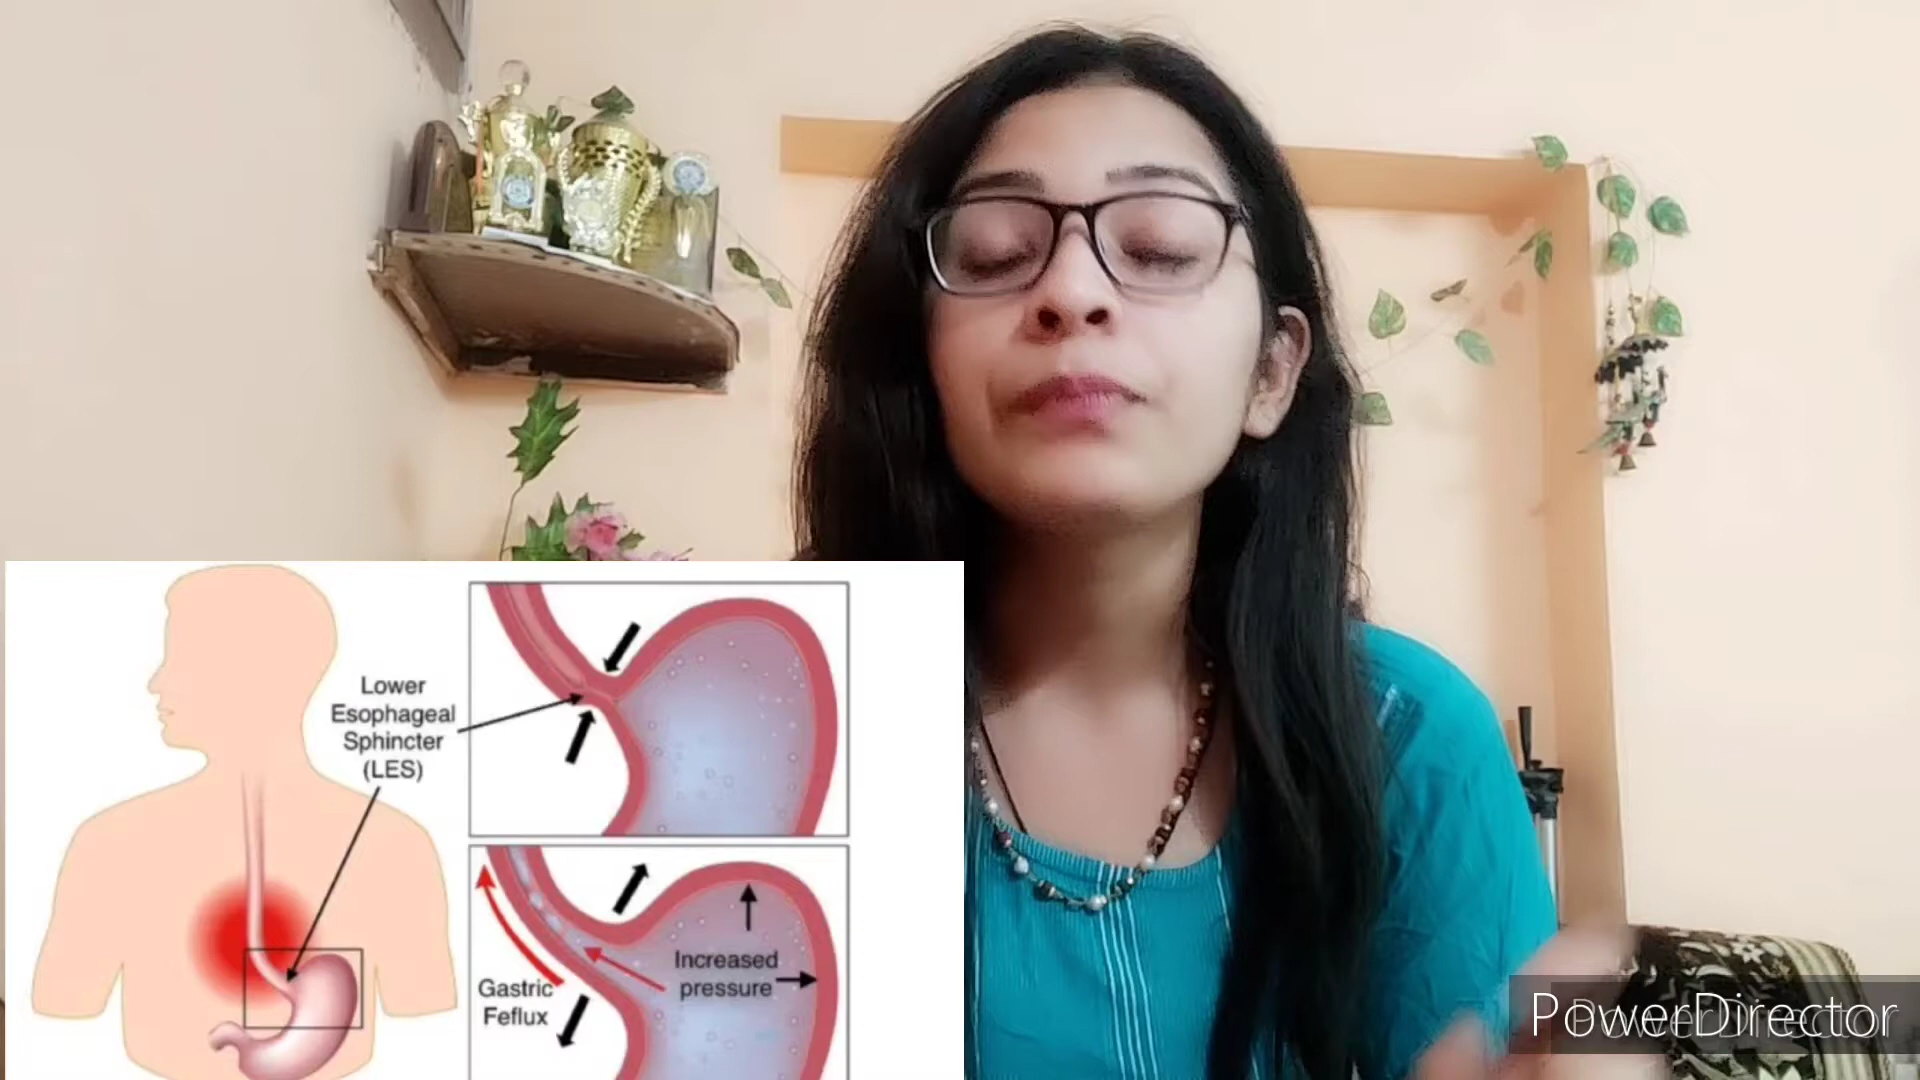 Lower
Esophageal
Sphincter
(LES)
Increased
pressure
Gastric
Feflux
PowerDirector